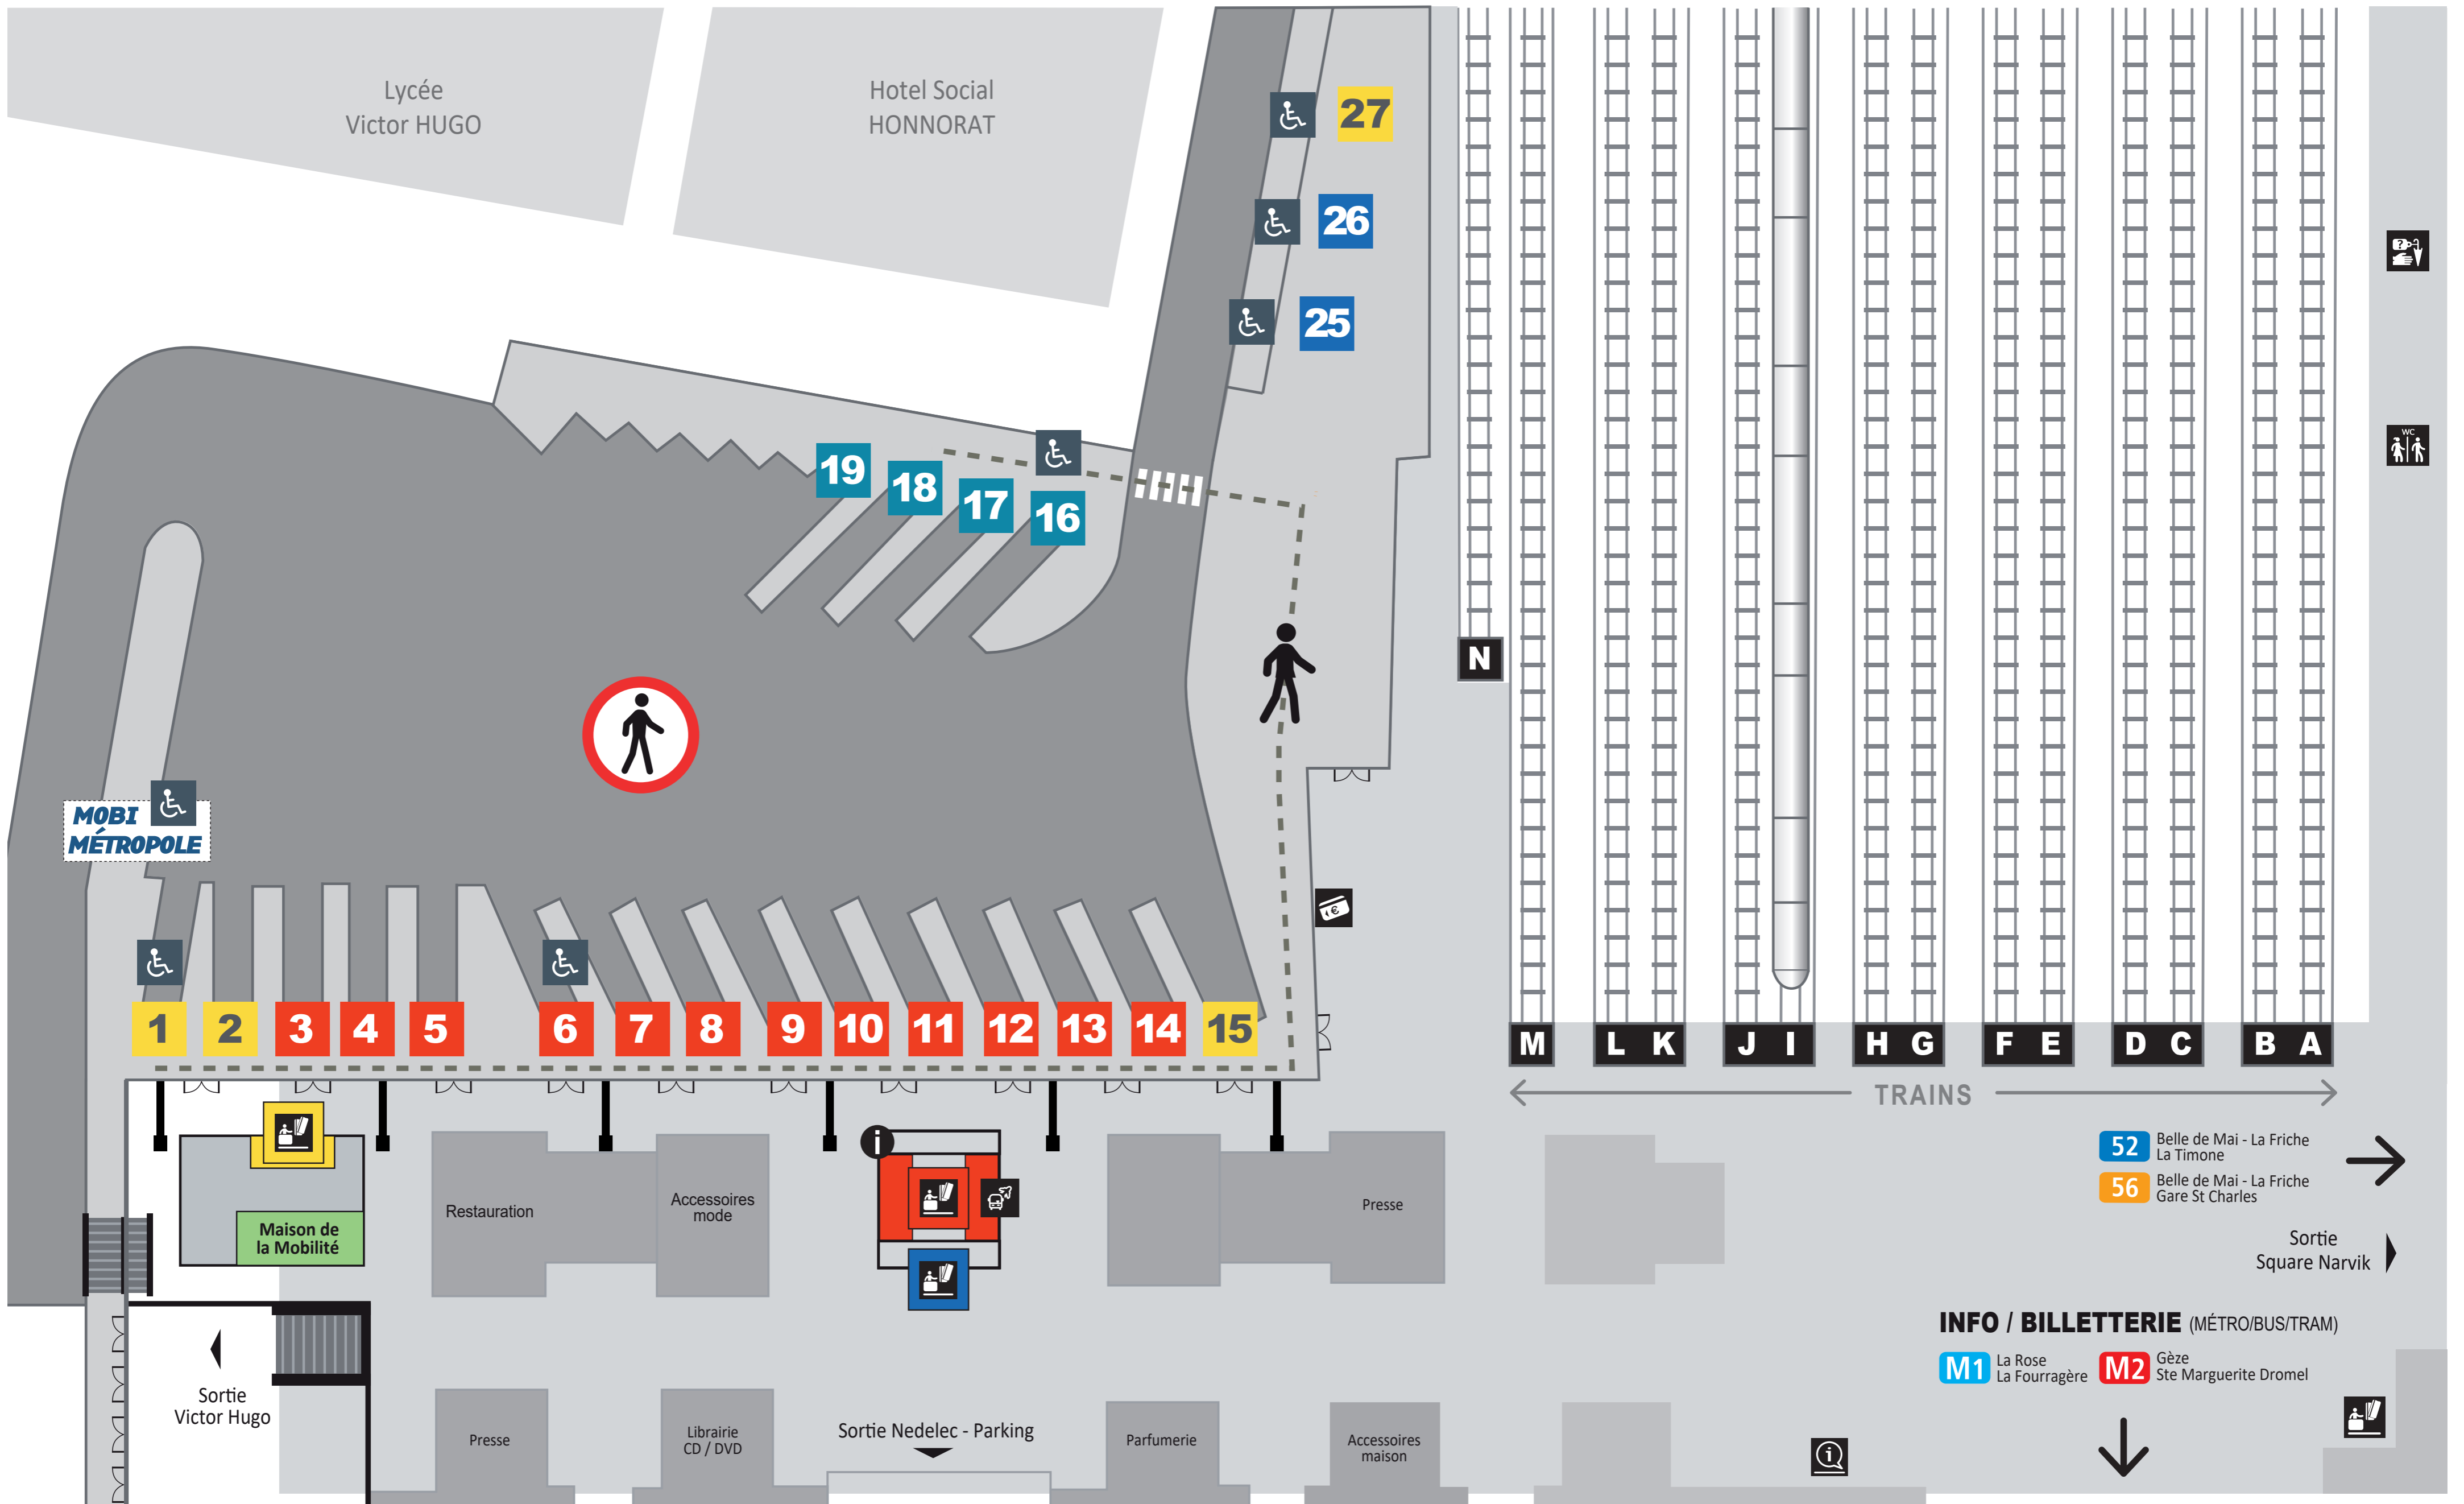 Lycée
Victor HUGO
Hotel Social
HONNORAT
27
26
25
19
18
17
16
WC
N
MOBI
MÉTROPOLE
€
1
2
3
4
5
6
7
8
9
10
11
12
13
14
15
M
L
K
J
I
H
G
F
E
D
C
B
A
TRAINS
52
Belle de Mai - La Friche
La Timone
56
Belle de Mai - La Friche
Gare St Charles
Sortie
Square Narvik
i
Restauration
Accessoires
mode
Presse
Maison de
la Mobilité
INFO / BILLETTERIE (MÉTRO/BUS/TRAM)
M1
La Rose
La Fourragère
M2
Gèze
Ste Marguerite Dromel
Sortie
Victor Hugo
Presse
Librairie
CD / DVD
Sortie Nedelec - Parking
Parfumerie
Accessoires
maison
i